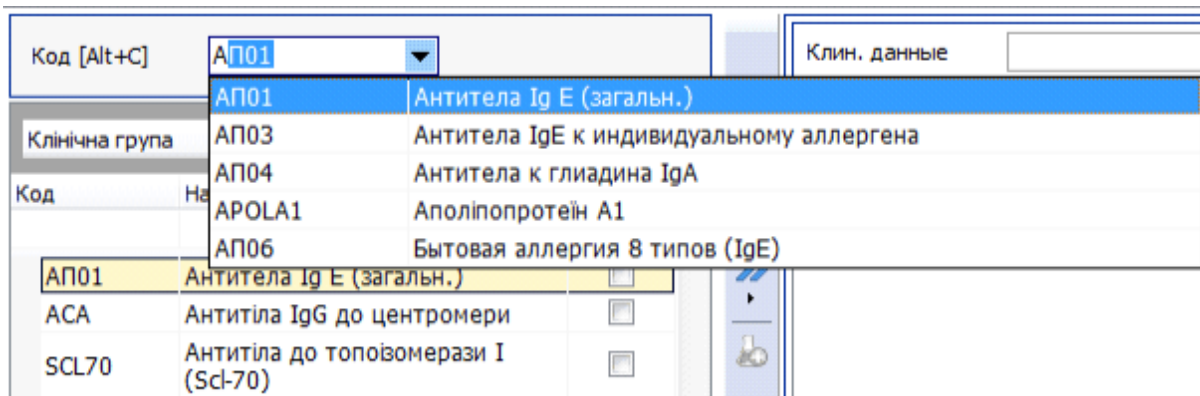 Код [Alt+C] АП01 Клин. данные
АП01 Антитела Ig E (загальн.)
АП03 Антитела IgE к индивидуальному аллергена
Клінічна група
АП04 Антитела к глиадина IgA
Код На
APOLA1 Аполіпопротеїн А1
АП06 Бытовая аллергия 8 типов (IgE)
АП01 Антитела Ig E (загальн.)
ACA Антитіла IgG до центромери
SCL70 Антитіла до топоізомерази I
(Scl-70)